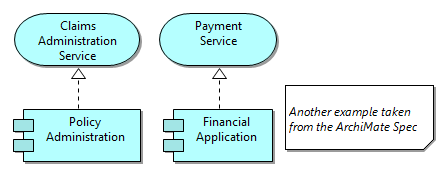 Claims
Administration
Service
Payment
Service
Policy
Administration
Financial
Application
Another example taken
from the ArchiMate Spec